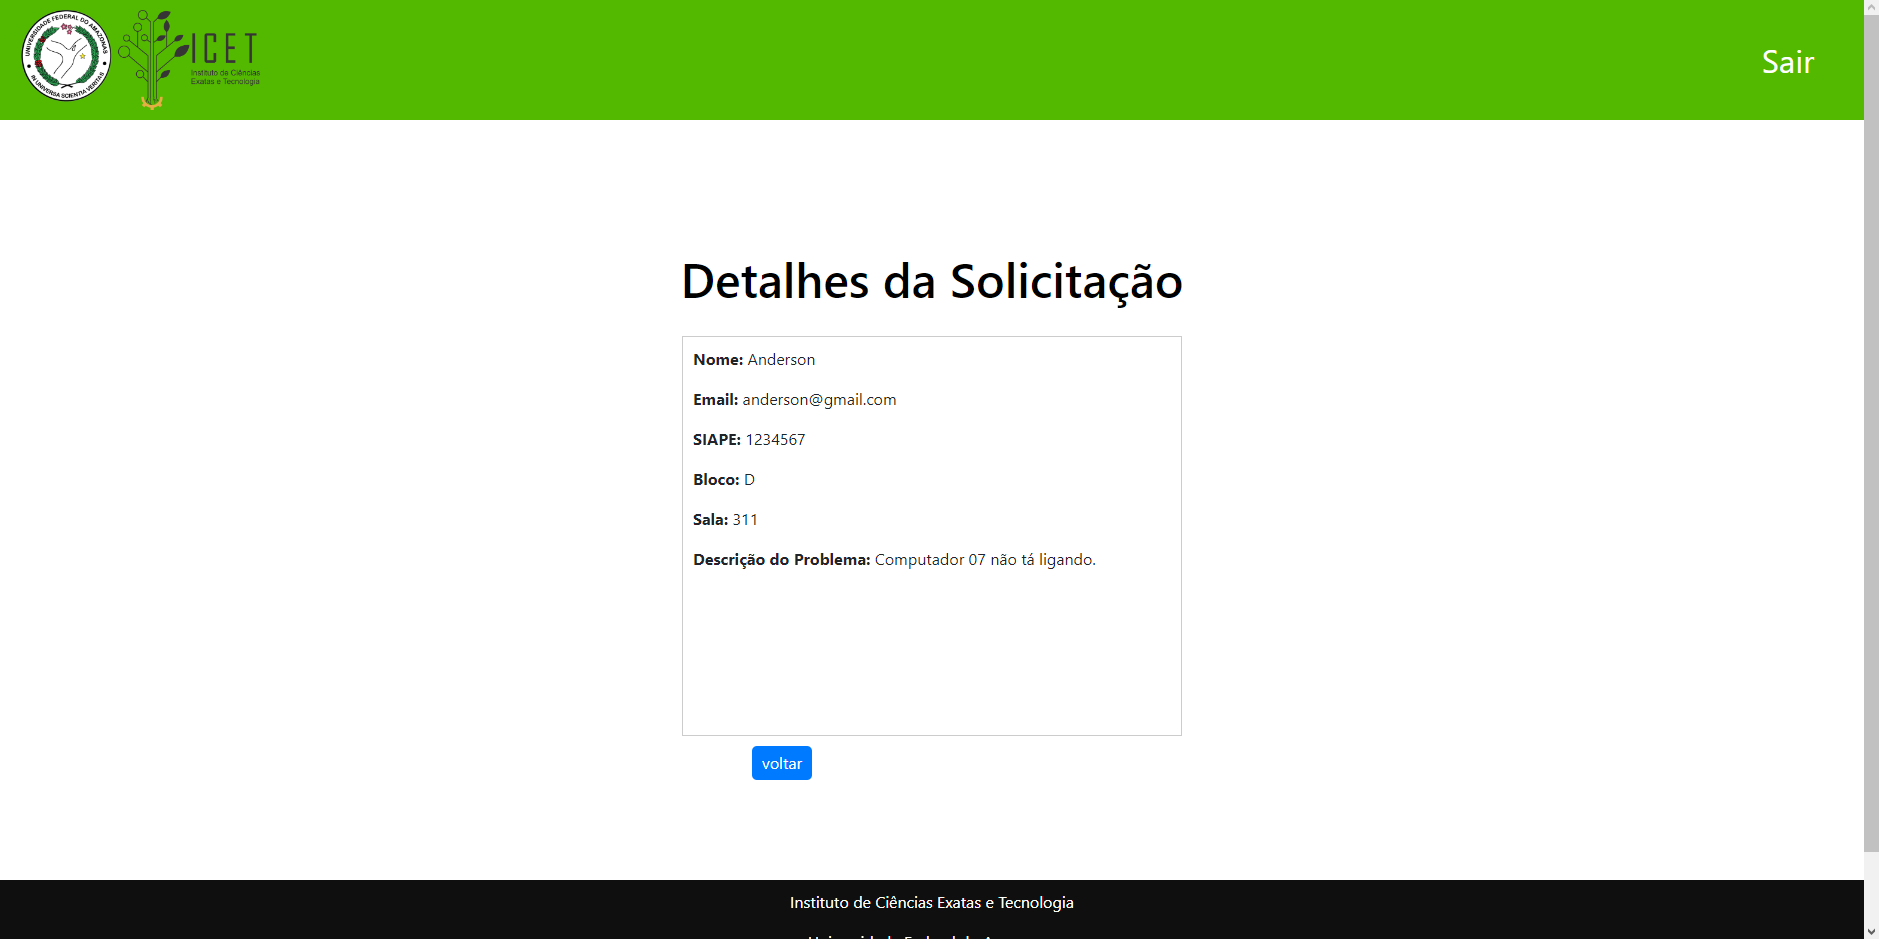 UNIVERSIDADE FEDERAL DO AMAZONAS
IN UNIVERSA SCIENTIA VERITAS
ICET
Instituto de Ciências
Exatas e Tecnologia
Sair
Detalhes da Solicitação
Nome: Anderson
Email: anderson@gmail.com
SIAPE: 1234567
Bloco: D
Sala: 311
Descrição do Problema: Computador 07 não tá ligando.
voltar
Instituto de Ciências Exatas e Tecnologia